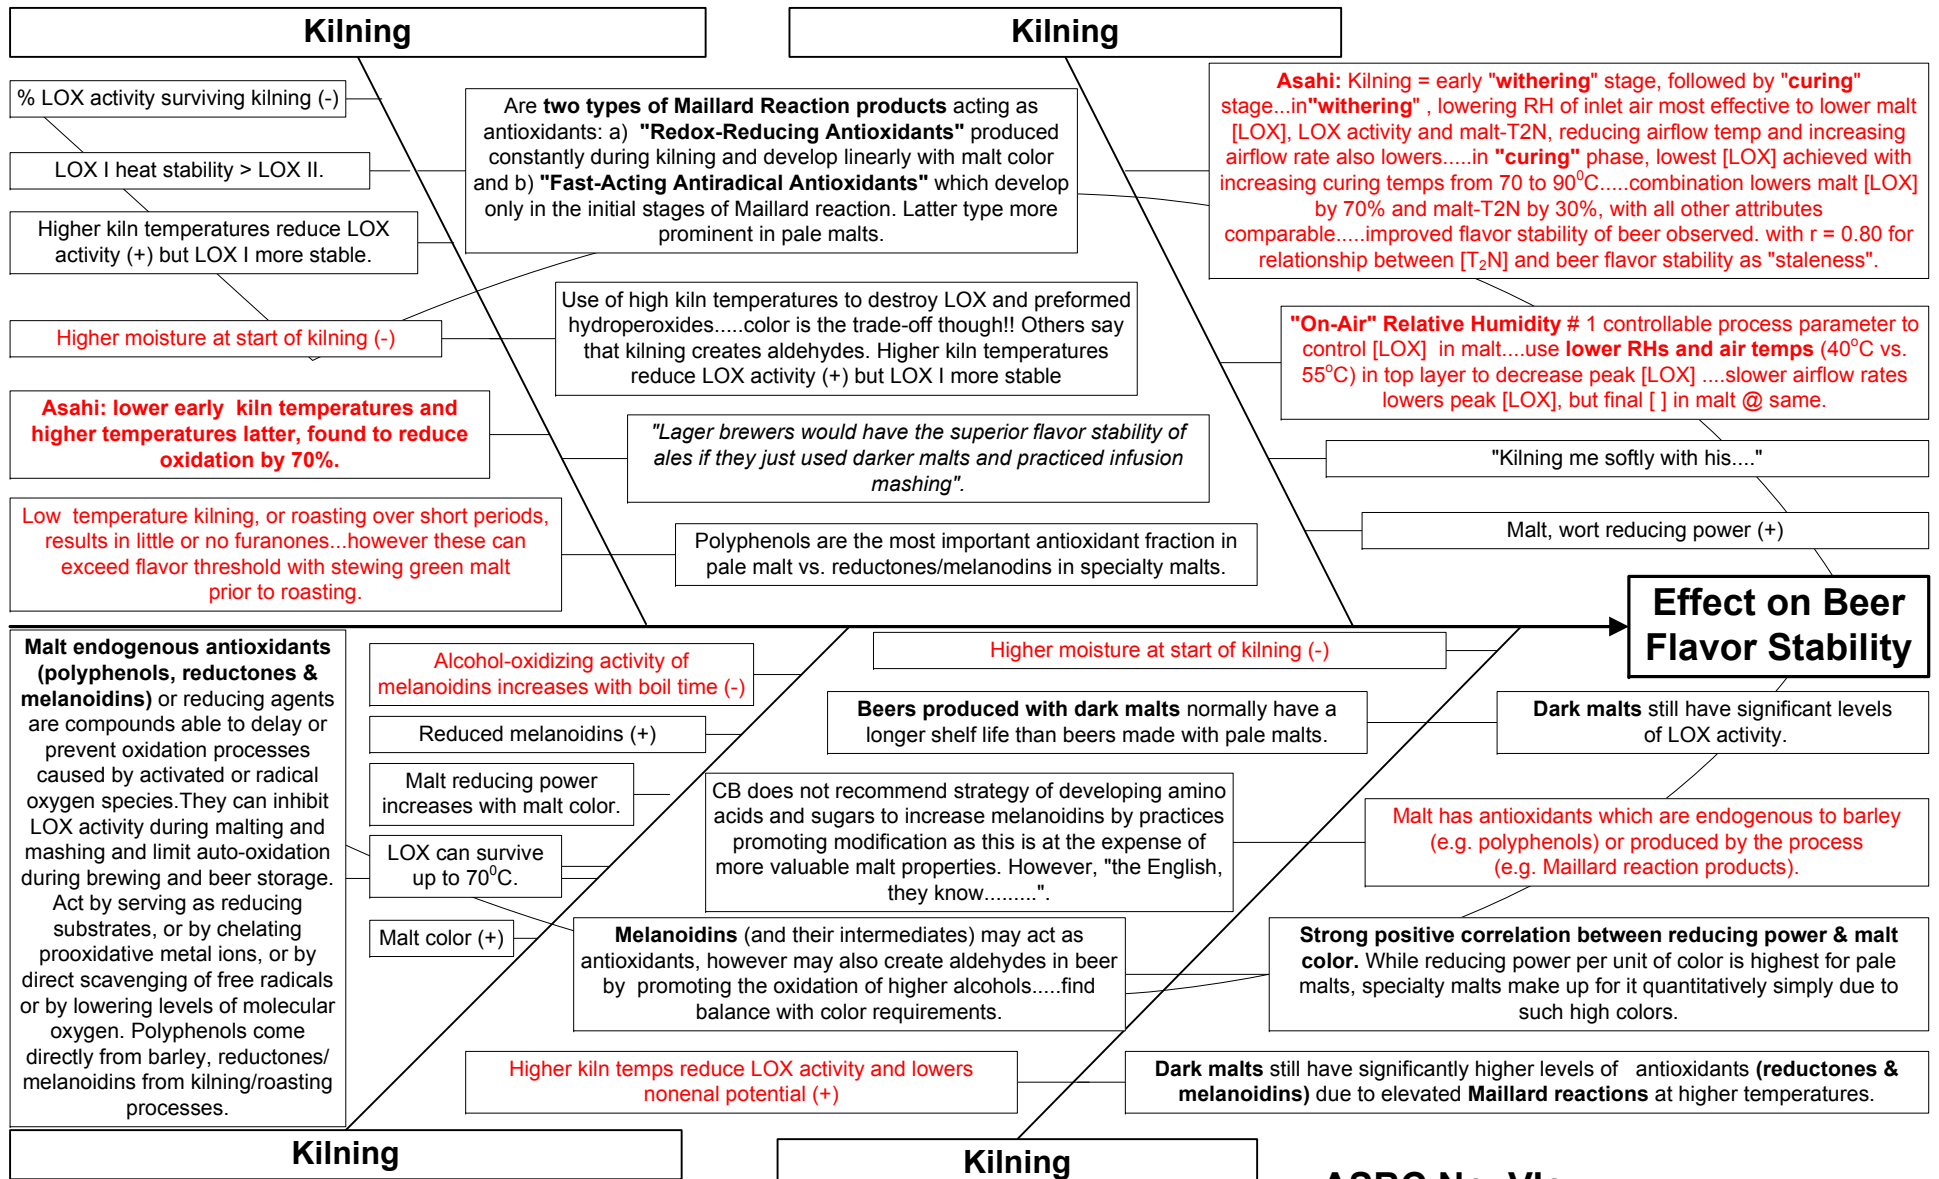 Kilning
Kilning
% LOX activity surviving kilning (-)
LOX I heat stability > LOX II.
Higher kiln temperatures reduce LOX
activity (+) but LOX I more stable.
Higher moisture at start of kilning (-)
Asahi: lower early kiln temperatures and
higher temperatures latter, found to reduce
oxidation by 70%.
Low temperature kilning, or roasting over short periods,
results in little or no furanones...however these can
exceed flavor threshold with stewing green malt
prior to roasting.
Are two types of Maillard Reaction products acting as
antioxidants: a) "Redox-Reducing Antioxidants" produced
constantly during kilning and develop linearly with malt color
and b) "Fast-Acting Antiradical Antioxidants" which develop
only in the initial stages of Maillard reaction. Latter type more
prominent in pale malts.
Use of high kiln temperatures to destroy LOX and preformed
hydroperoxides.....color is the trade-off though!! Others say
that kilning creates aldehydes. Higher kiln temperatures
reduce LOX activity (+) but LOX I more stable
"Lager brewers would have the superior flavor stability of
ales if they just used darker malts and practiced infusion
mashing".
Polyphenols are the most important antioxidant fraction in
pale malt vs. reductones/melanodins in specialty malts.
Asahi: Kilning = early "withering" stage, followed by "curing"
stage...in"withering" , lowering RH of inlet air most effective to lower malt
[LOX], LOX activity and malt-T2N, reducing airflow temp and increasing
airflow rate also lowers.....in "curing" phase, lowest [LOX] achieved with
increasing curing temps from 70 to 90⁰C.....combination lowers malt [LOX]
by 70% and malt-T2N by 30%, with all other attributes
comparable.....improved flavor stability of beer observed. with r = 0.80 for
relationship between [T₂N] and beer flavor stability as "staleness".
"On-Air" Relative Humidity # 1 controllable process parameter to
control [LOX] in malt....use lower RHs and air temps (40°C vs.
55°C) in top layer to decrease peak [LOX] ....slower airflow rates
lowers peak [LOX], but final [ ] in malt @ same.
"Kilning me softly with his...."
Malt, wort reducing power (+)
Effect on Beer
Flavor Stability
Malt endogenous antioxidants
(polyphenols, reductones &
melanoidins) or reducing agents
are compounds able to delay or
prevent oxidation processes
caused by activated or radical
oxygen species.They can inhibit
LOX activity during malting and
mashing and limit auto-oxidation
during brewing and beer storage.
Act by serving as reducing
substrates, or by chelating
prooxidative metal ions, or by
direct scavenging of free radicals
or by lowering levels of molecular
oxygen. Polyphenols come
directly from barley, reductones/
melanoidins from kilning/roasting
processes.
Alcohol-oxidizing activity of
melanoidins increases with boil time (-)
Reduced melanoidins (+)
Malt reducing power
increases with malt color.
LOX can survive
up to 70⁰C.
Malt color (+)
Higher moisture at start of kilning (-)
Beers produced with dark malts normally have a
longer shelf life than beers made with pale malts.
CB does not recommend strategy of developing amino
acids and sugars to increase melanoidins by practices
promoting modification as this is at the expense of
more valuable malt properties. However, "the English,
they know.........".
Melanoidins (and their intermediates) may act as
antioxidants, however may also create aldehydes in beer
by promoting the oxidation of higher alcohols.....find
balance with color requirements.
Higher kiln temps reduce LOX activity and lowers
nonenal potential (+)
Dark malts still have significant levels
of LOX activity.
Malt has antioxidants which are endogenous to barley
(e.g. polyphenols) or produced by the process
(e.g. Maillard reaction products).
Strong positive correlation between reducing power & malt
color. While reducing power per unit of color is highest for pale
malts, specialty malts make up for it quantitatively simply due to
such high colors.
Dark malts still have significantly higher levels of antioxidants (reductones &
melanoidins) due to elevated Maillard reactions at higher temperatures.
Kilning
Kilning